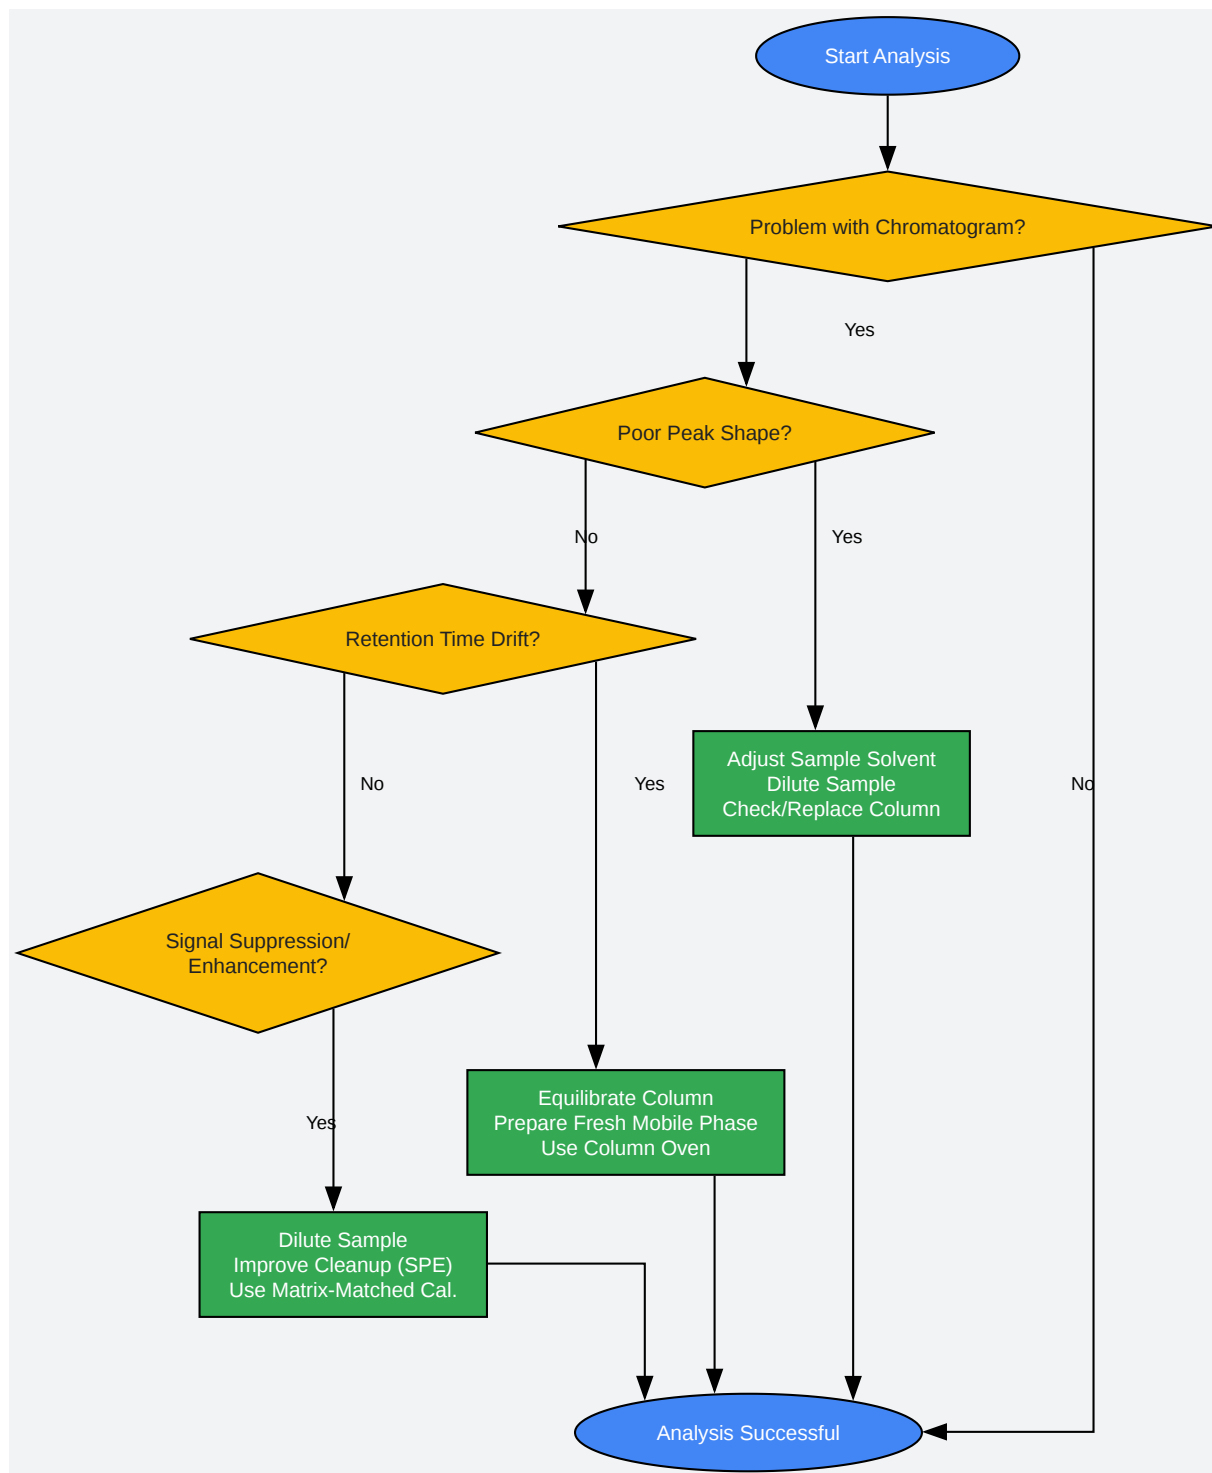 Start Analysis
Problem with Chromatogram?
Yes
Poor Peak Shape?
No
Yes
Retention Time Drift?
Adjust Sample Solvent
Dilute Sample
Check/Replace Column
No
Yes
No
Signal Suppression/
Enhancement?
Equilibrate Column
Prepare Fresh Mobile Phase
Use Column Oven
Yes
Dilute Sample
Improve Cleanup (SPE)
Use Matrix-Matched Cal.
Analysis Successful